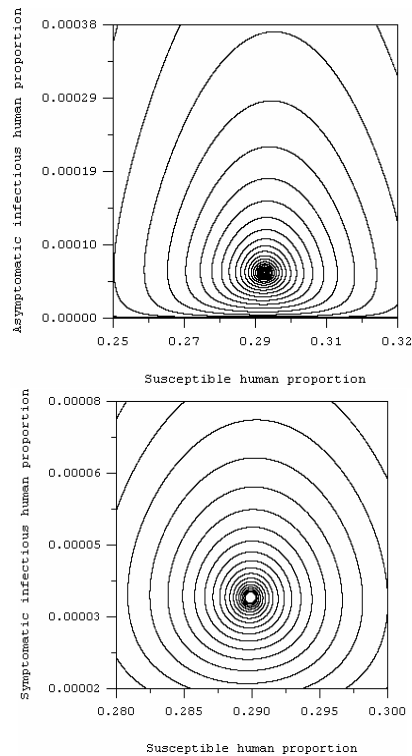 Asymptomatic infectious human proportion
0.00038
0.00029
0.00019
0.00010
0.00000
0.25 0.27 0.29 0.31 0.32
Susceptible human proportion
Symptomatic infectious human proportion
0.00008
0.00006
0.00005
0.00003
0.00002
0.280 0.285 0.290 0.295 0.300
Susceptible human proportion